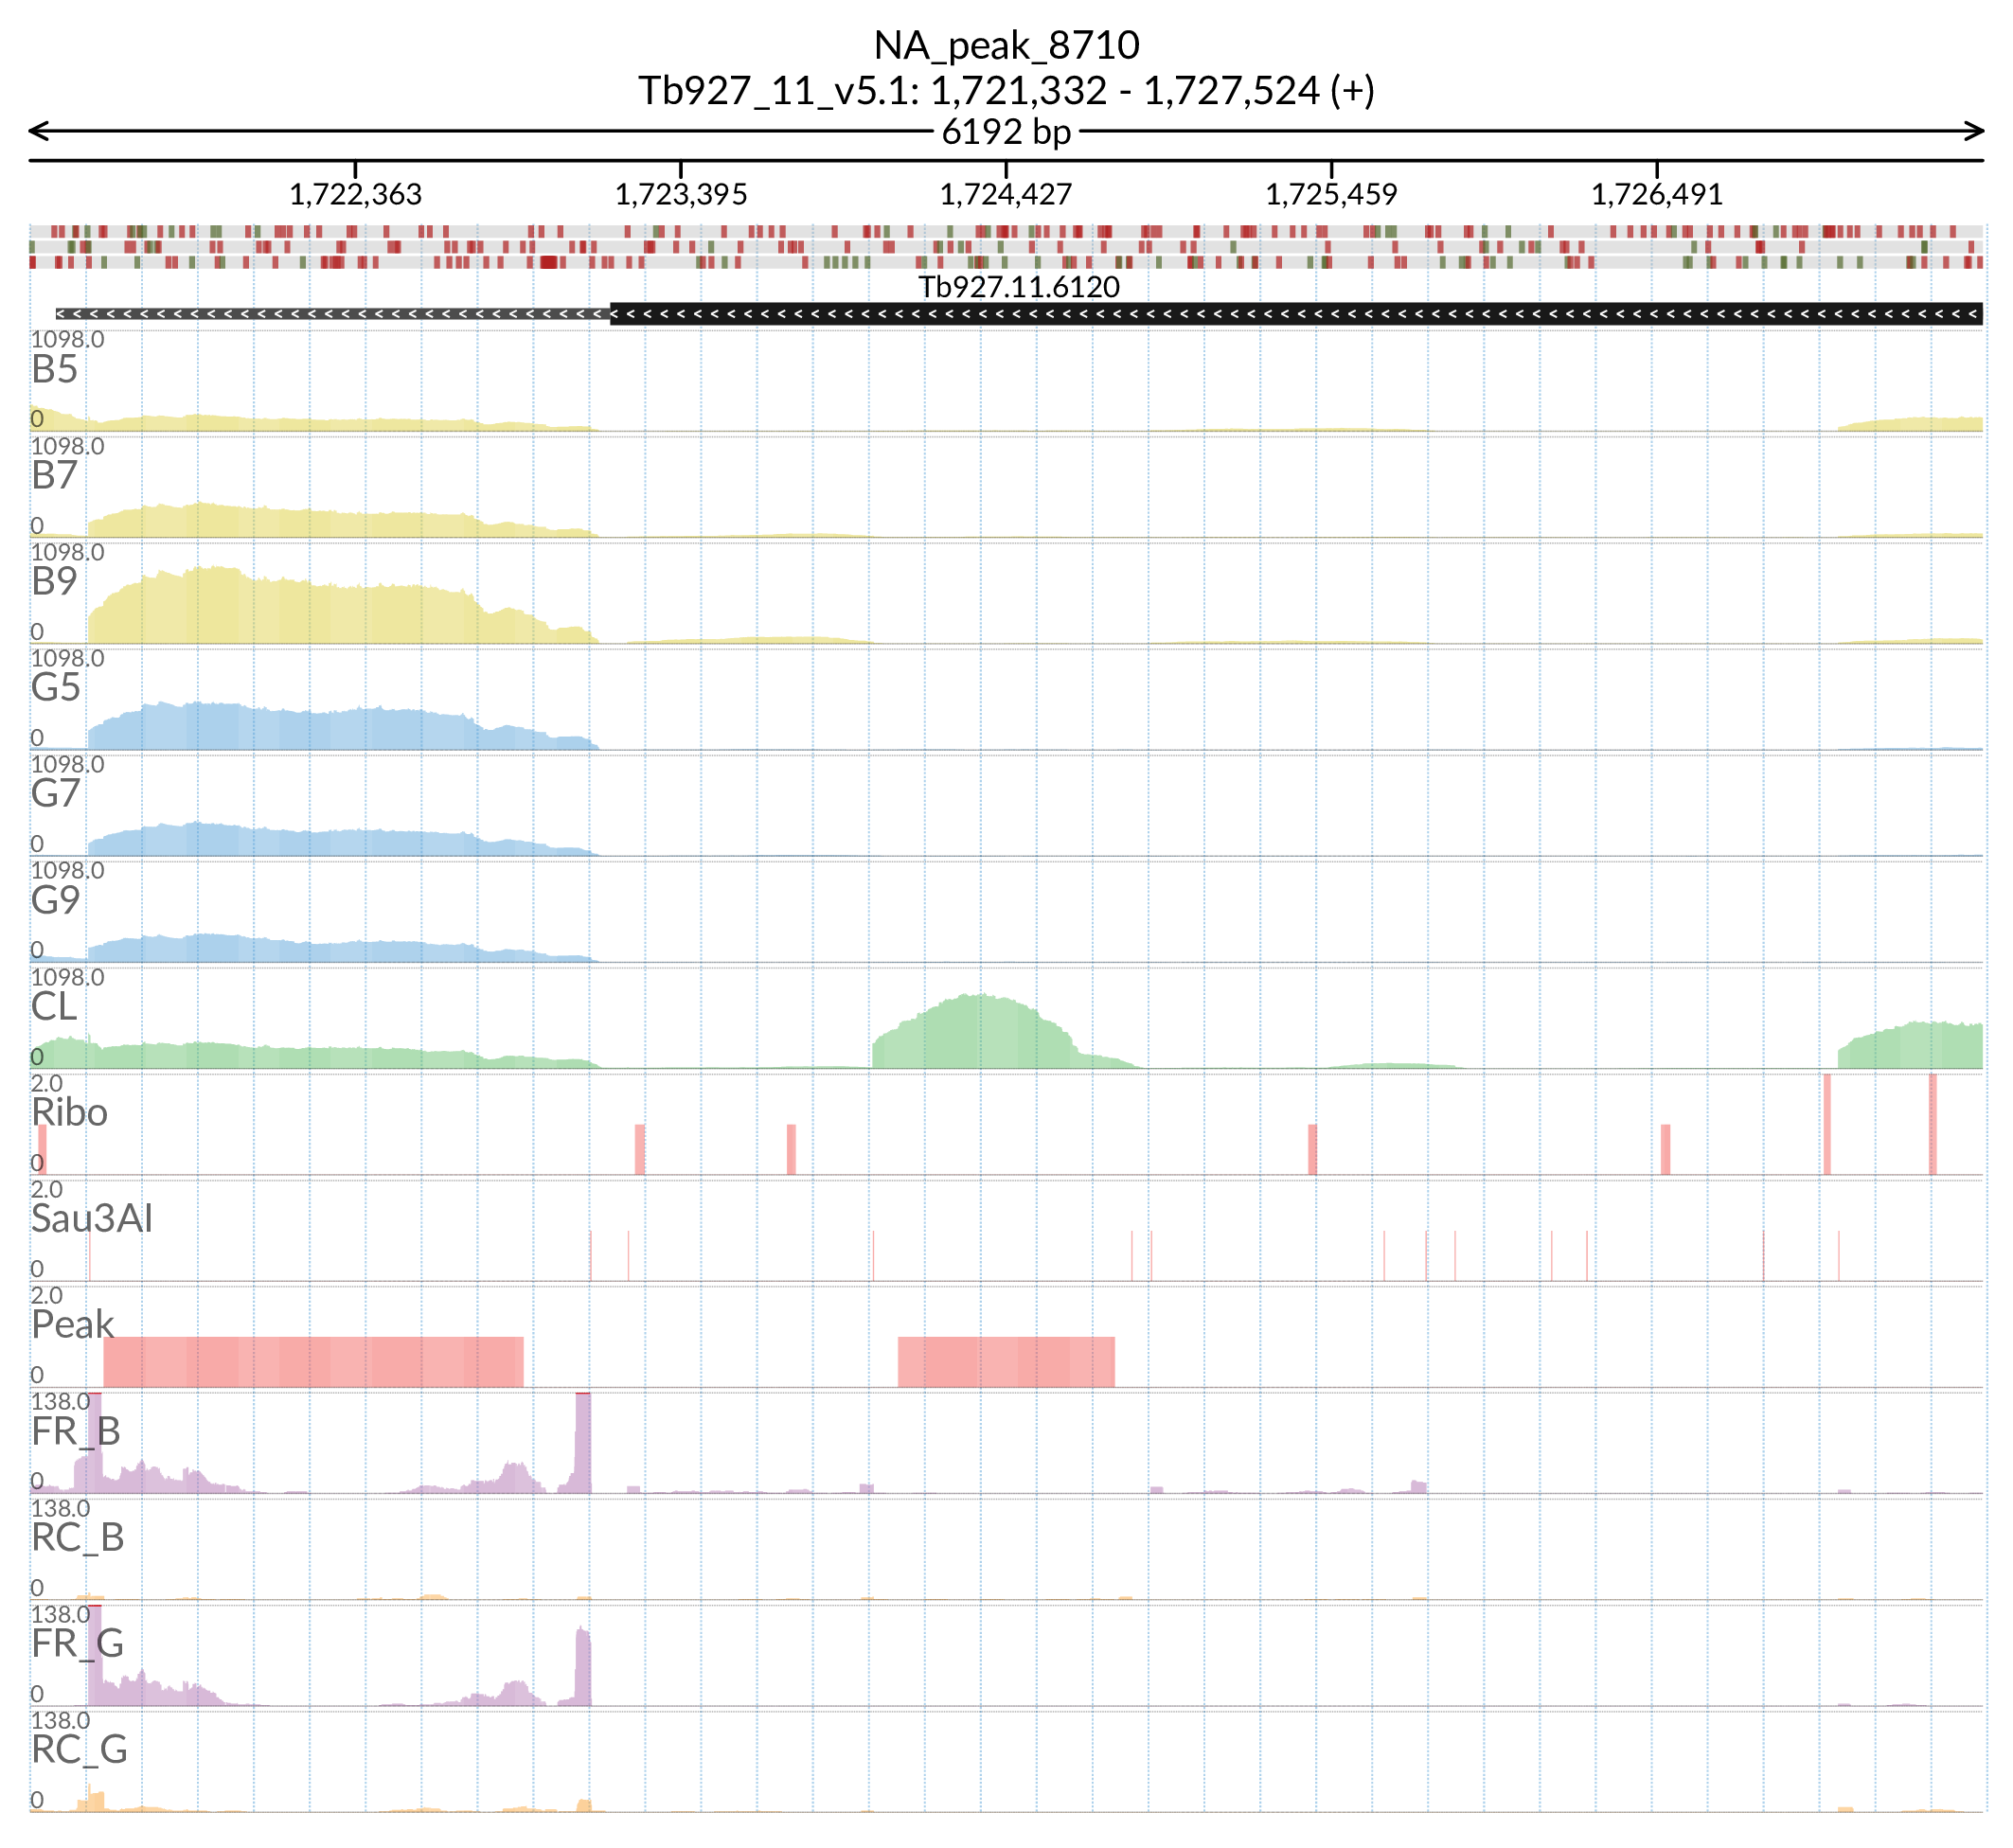 NA_peak_8710
Tb927_11_v5.1: 1,721,332 - 1,727,524 (+)
6192 bp
1,722,363 1,723,395 1,724,427 1,725,459 1,726,491
Tb927.11.6120
1098.0
B5
0
1098.0
B7
0
1098.0
B9
0
1098.0
G5
0
1098.0
G7
0
1098.0
G9
0
1098.0
CL
0
2.0
Ribo
0
2.0
Sau3AI
0
2.0
Peak
0
138.0
FR_B
0
138.0
RC_B
0
138.0
FR_G
0
138.0
RC_G
0